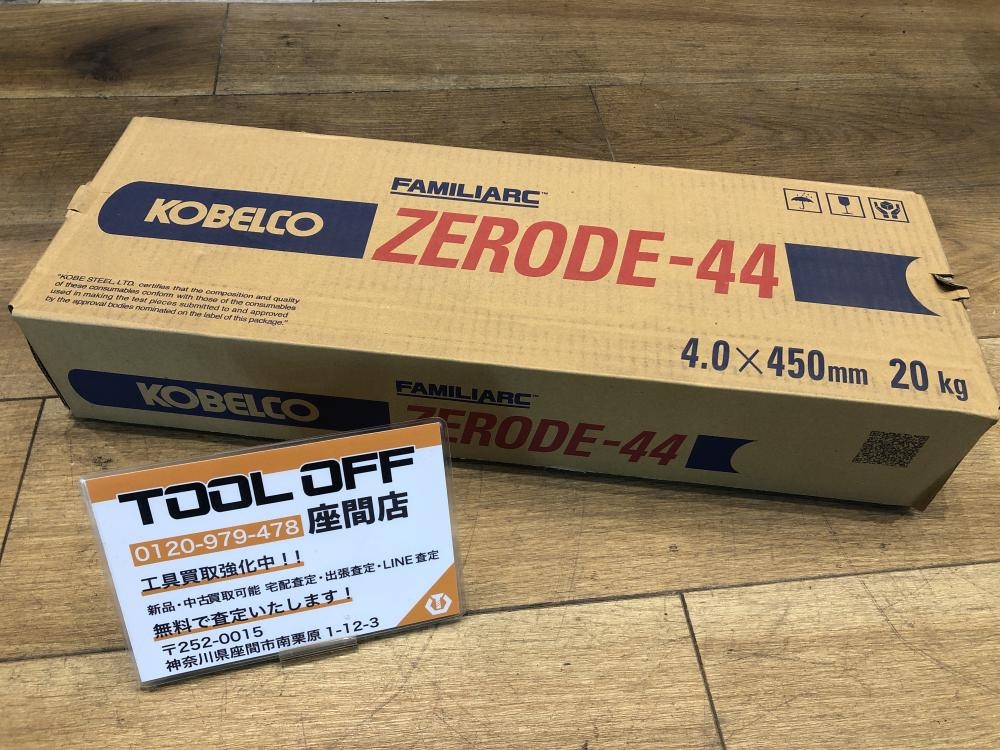 FAMILIARC™
KOBELCO
ZERODE-44
"KOBE STEEL, LTD. certifies that the composition and quality
of these consumables conform with those of the consumables
used in making the test pieces submitted to and approved
by the approval bodies nominated on the label of this package."
4.0×450mm 20kg
FAMILIARC™
KOBELCO
ZERODE-44
TOOL OFF
0120-979-478 座間店
工具買取強化中!!
新品・中古買取可能 宅配査定・出張査定・LINE査定
無料で査定いたします!
〒252-0015
神奈川県座間市南栗原1-12-3